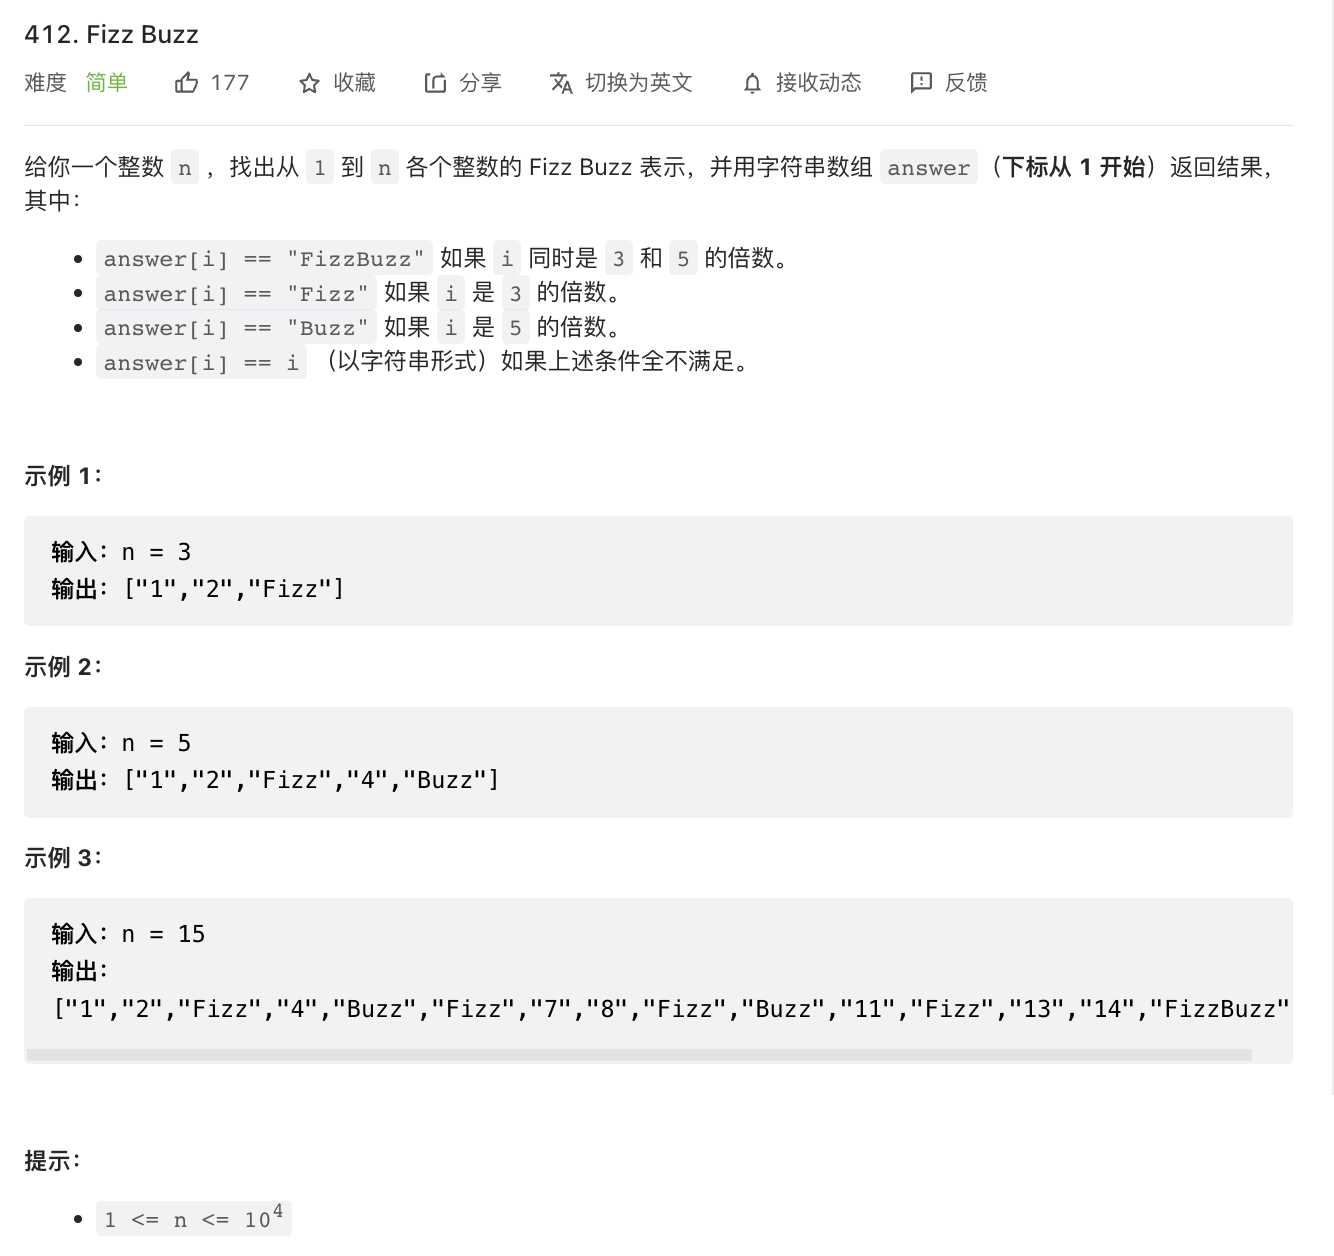 412. Fizz Buzz
难度 简单 177 收藏 分享 切换为英文 接收动态 反馈
给你一个整数 n ，找出从 1 到 n 各个整数的 Fizz Buzz 表示，并用字符串数组 answer（下标从 1 开始）返回结果，
其中：
answer[i] == "FizzBuzz" 如果 i 同时是 3 和 5 的倍数。
answer[i] == "Fizz" 如果 i 是 3 的倍数。
answer[i] == "Buzz" 如果 i 是 5 的倍数。
answer[i] == i （以字符串形式）如果上述条件全不满足。
示例 1：
输入：n = 3
输出：["1","2","Fizz"]
示例 2：
输入：n = 5
输出：["1","2","Fizz","4","Buzz"]
示例 3：
输入：n = 15
输出：
["1","2","Fizz","4","Buzz","Fizz","7","8","Fizz","Buzz","11","Fizz","13","14","FizzBuzz"
提示：
1 <= n <= 10⁴